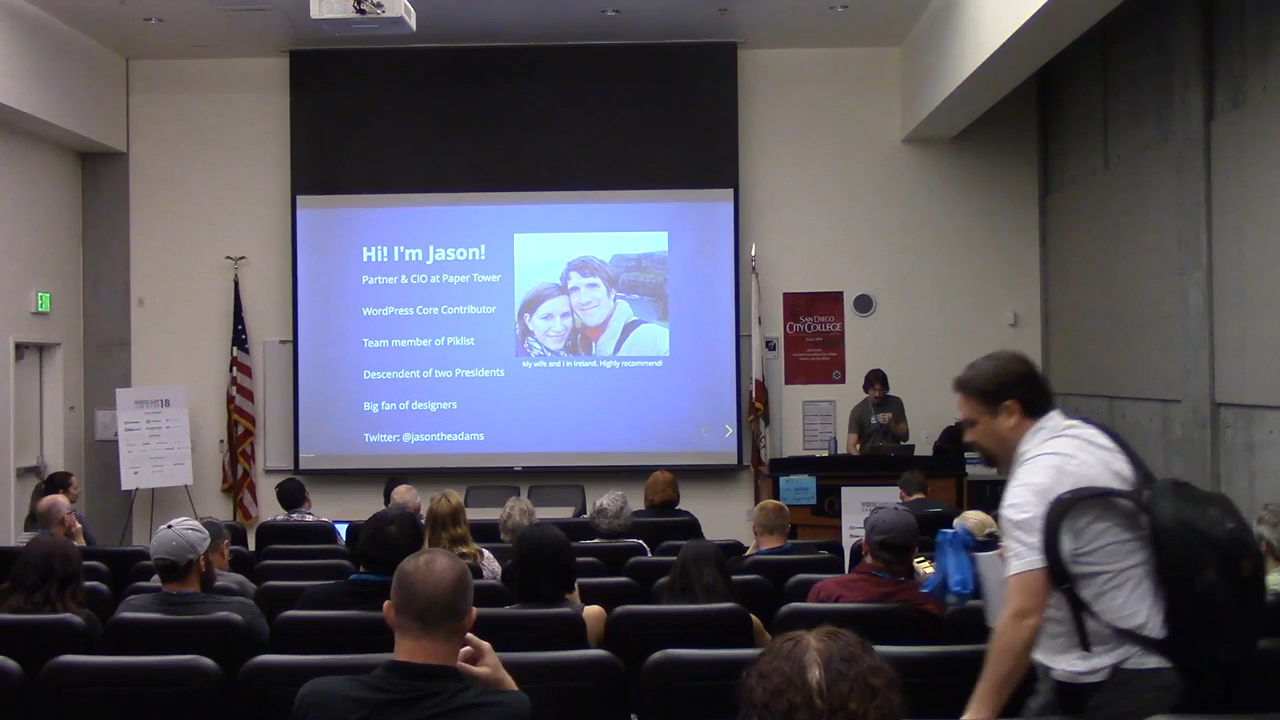 Hi! I'm Jason!
Partner & CIO at Paper Tower
WordPress Core Contributor
Team member of Piklist
Descendent of two Presidents
Big fan of designers
Twitter: @jasontheadams
My wife and I in Ireland. Highly recommend!
SAN DIEGO
CITY COLLEGE